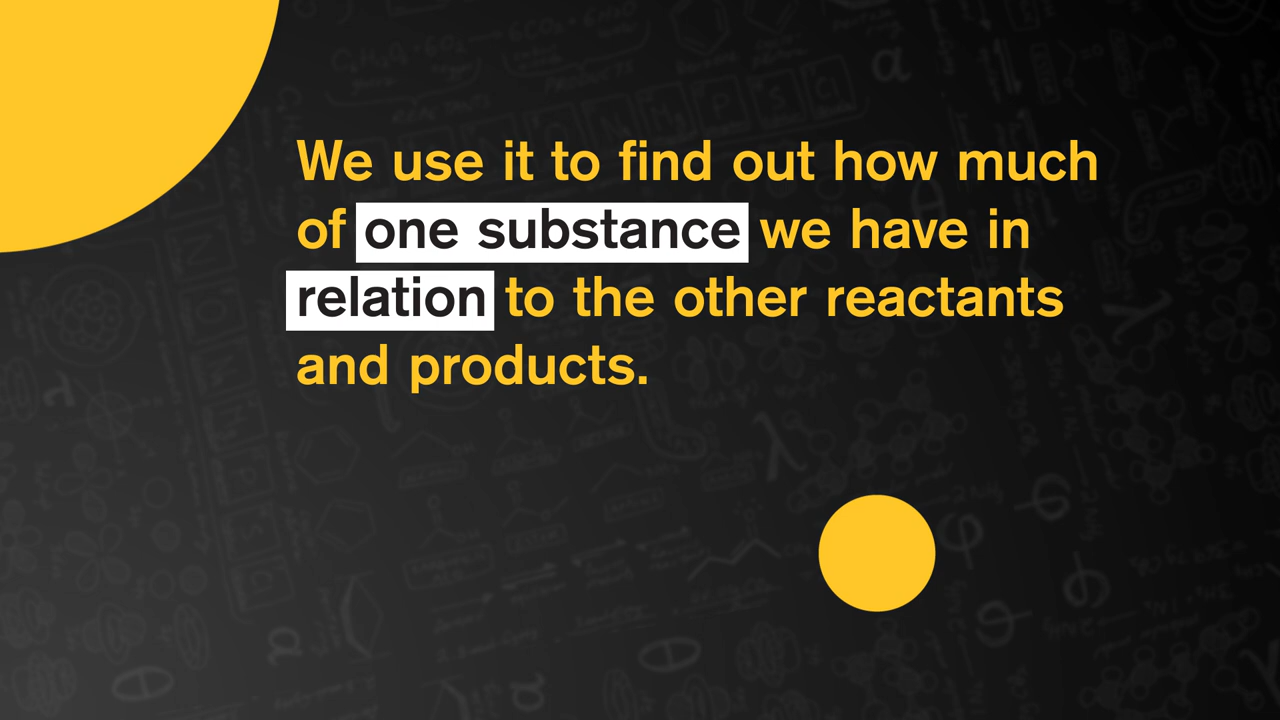 We use it to find out how much
of one substance we have in
relation to the other reactants
and products.